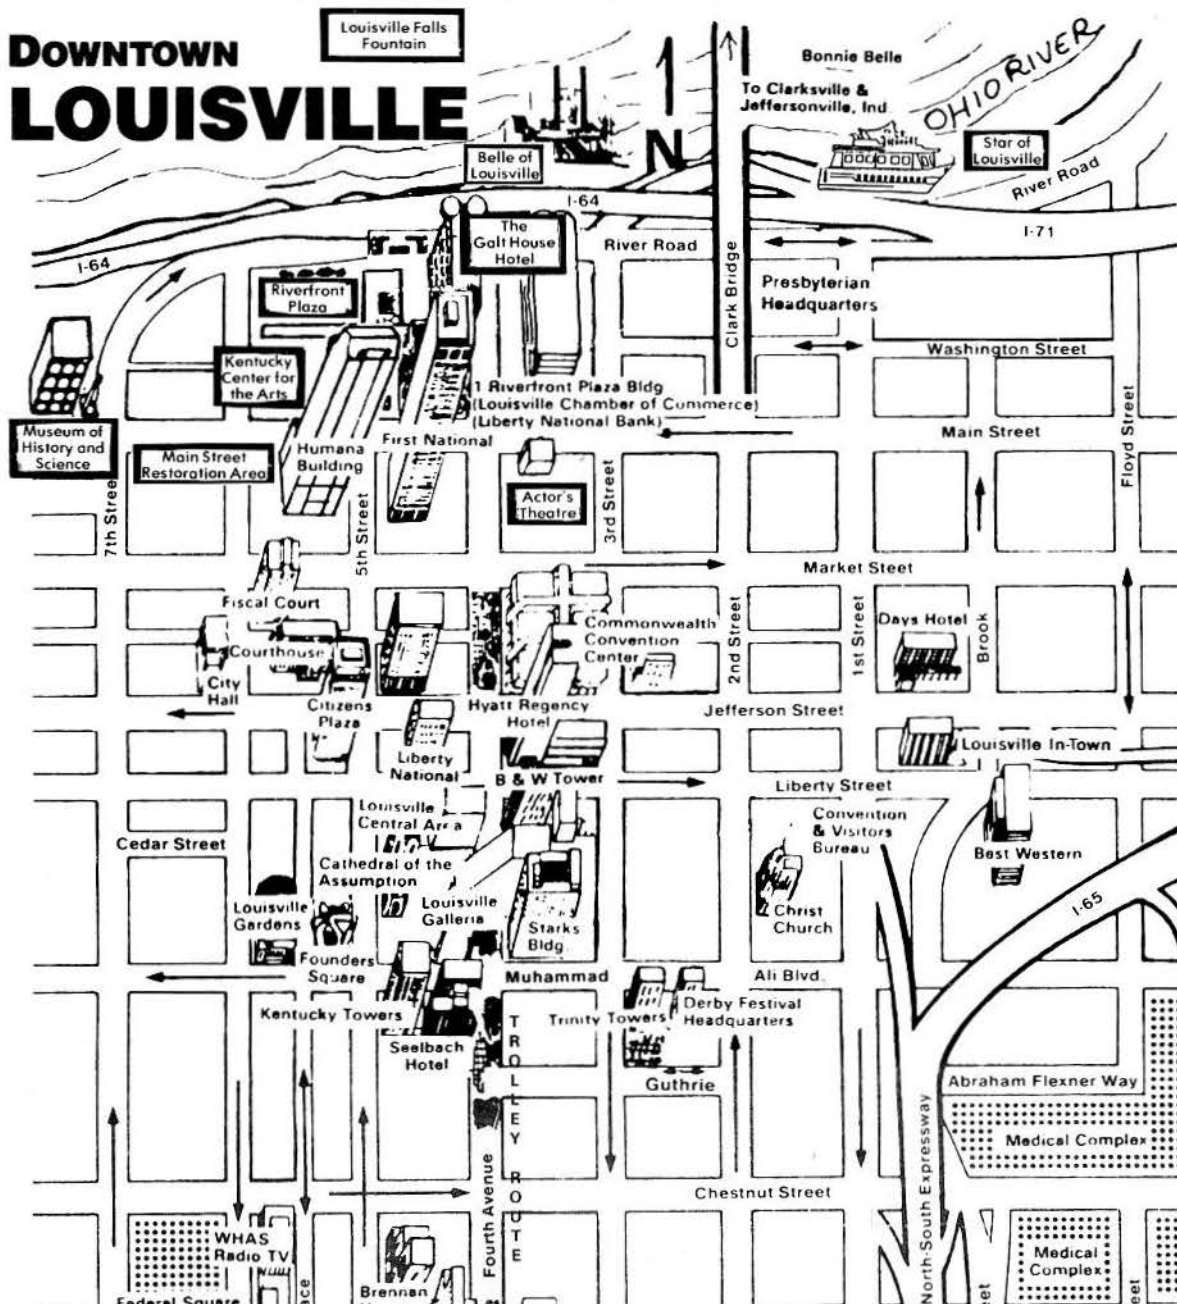 DOWNTOWN
LOUISVILLE
Louisville Falls
Fountain
N
Bonnie Belle
To Clarksville &
Jeffersonville, Ind
OHIO RIVER
Star of
Louisville
River Road
Belle of
Louisville
I-64
I-71
The
Galt House
Hotel
River Road
Clark Bridge
I-64
Riverfront
Plaza
Presbyterian
Headquarters
Washington Street
Kentucky
Center for
the Arts
1 Riverfront Plaza Bldg
(Louisville Chamber of Commerce)
(Liberty National Bank)
Main Street
Floyd Street
Museum of
History and
Science
Main Street
Restoration Area
Humana
Building
First National
Actor's
Theatre
3rd Street
7th Street
5th Street
Market Steet
Fiscal Court
Courthouse
City
Hall
Citizens
Plaza
Commonwealth
Convention
Center
2nd Street
1st Street
Days Hotel
Brook
Hyatt Regency
Hotel
Jefferson Street
Liberty
National
B & W Tower
Louisville In-Town
Liberty Street
Louisville
Central Area
Convention
& Visitors
Bureau
Cedar Street
Cathedral of the
Assumption
Best Western
Louisville
Gardens
Louisville
Galleria
Starks
Bldg.
Christ
Church
I-65
Founders
Square
Muhammad
Ali Blvd.
Kentucky Towers
Trinity Towers
Derby Festival
Headquarters
Seelbach
Hotel
TROLLEY ROUTE
Guthrie
Abraham Flexner Way
Medical Complex
North-South Expressway
Fourth Avenue
Chestnut Street
WHAS
Radio TV
Medical
Complex
Brennan
Federal Square